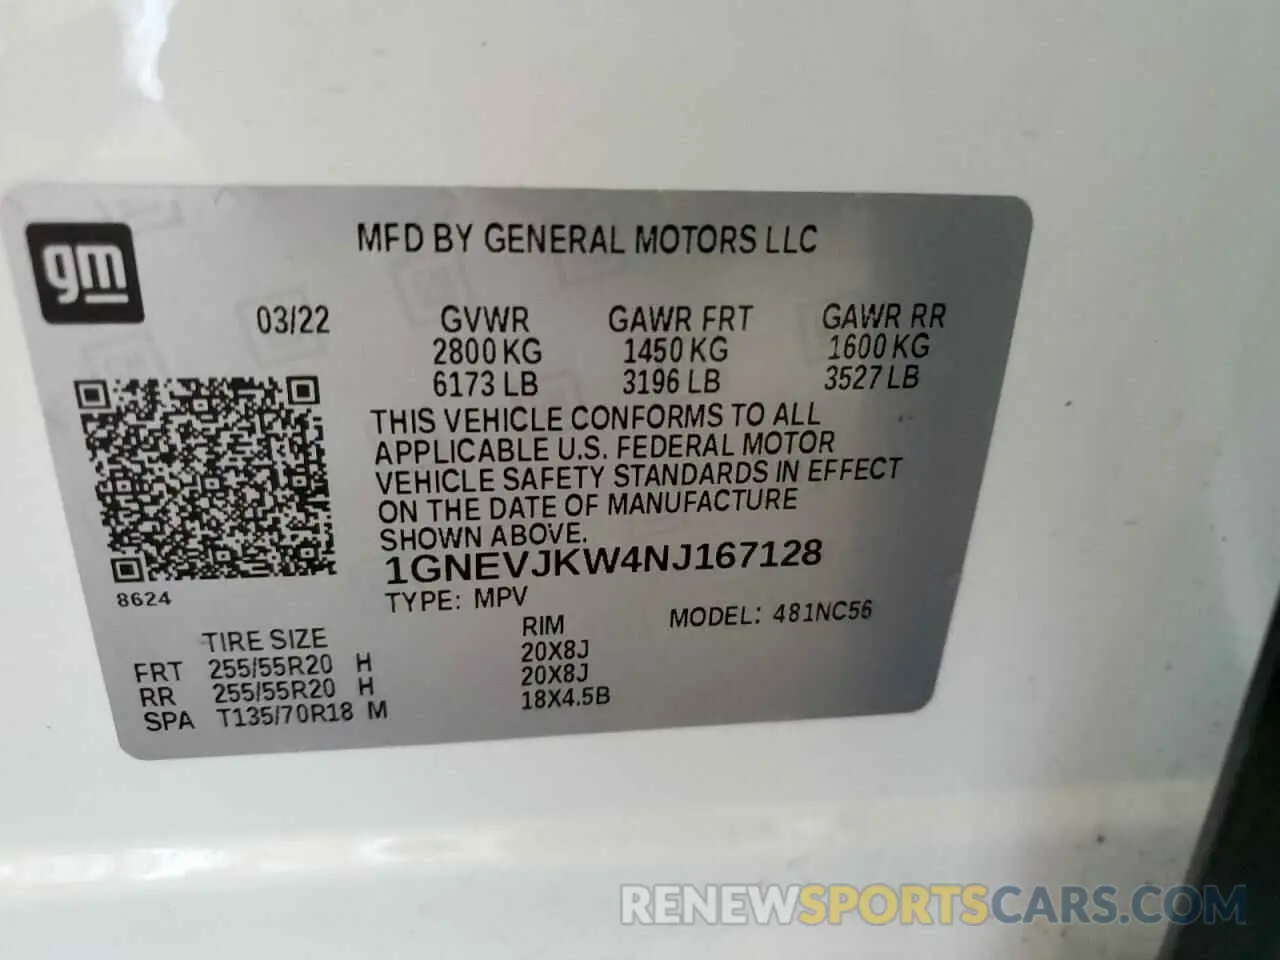 gm
MFD BY GENERAL MOTORS LLC
03/22 GVWR GAWR FRT GAWR RR
2800 KG 1450 KG 1600 KG
6173 LB 3196 LB 3527 LB
THIS VEHICLE CONFORMS TO ALL
APPLICABLE U.S. FEDERAL MOTOR
VEHICLE SAFETY STANDARDS IN EFFECT
ON THE DATE OF MANUFACTURE
SHOWN ABOVE.
1GNEVJKW4NJ167128
8624
TYPE: MPV MODEL: 481NC56
TIRE SIZE RIM
FRT 255/55R20 H 20X8J
RR 255/55R20 H 20X8J
SPA T135/70R18 M 18X4.5B
RENEWSPORTSCARS.COM